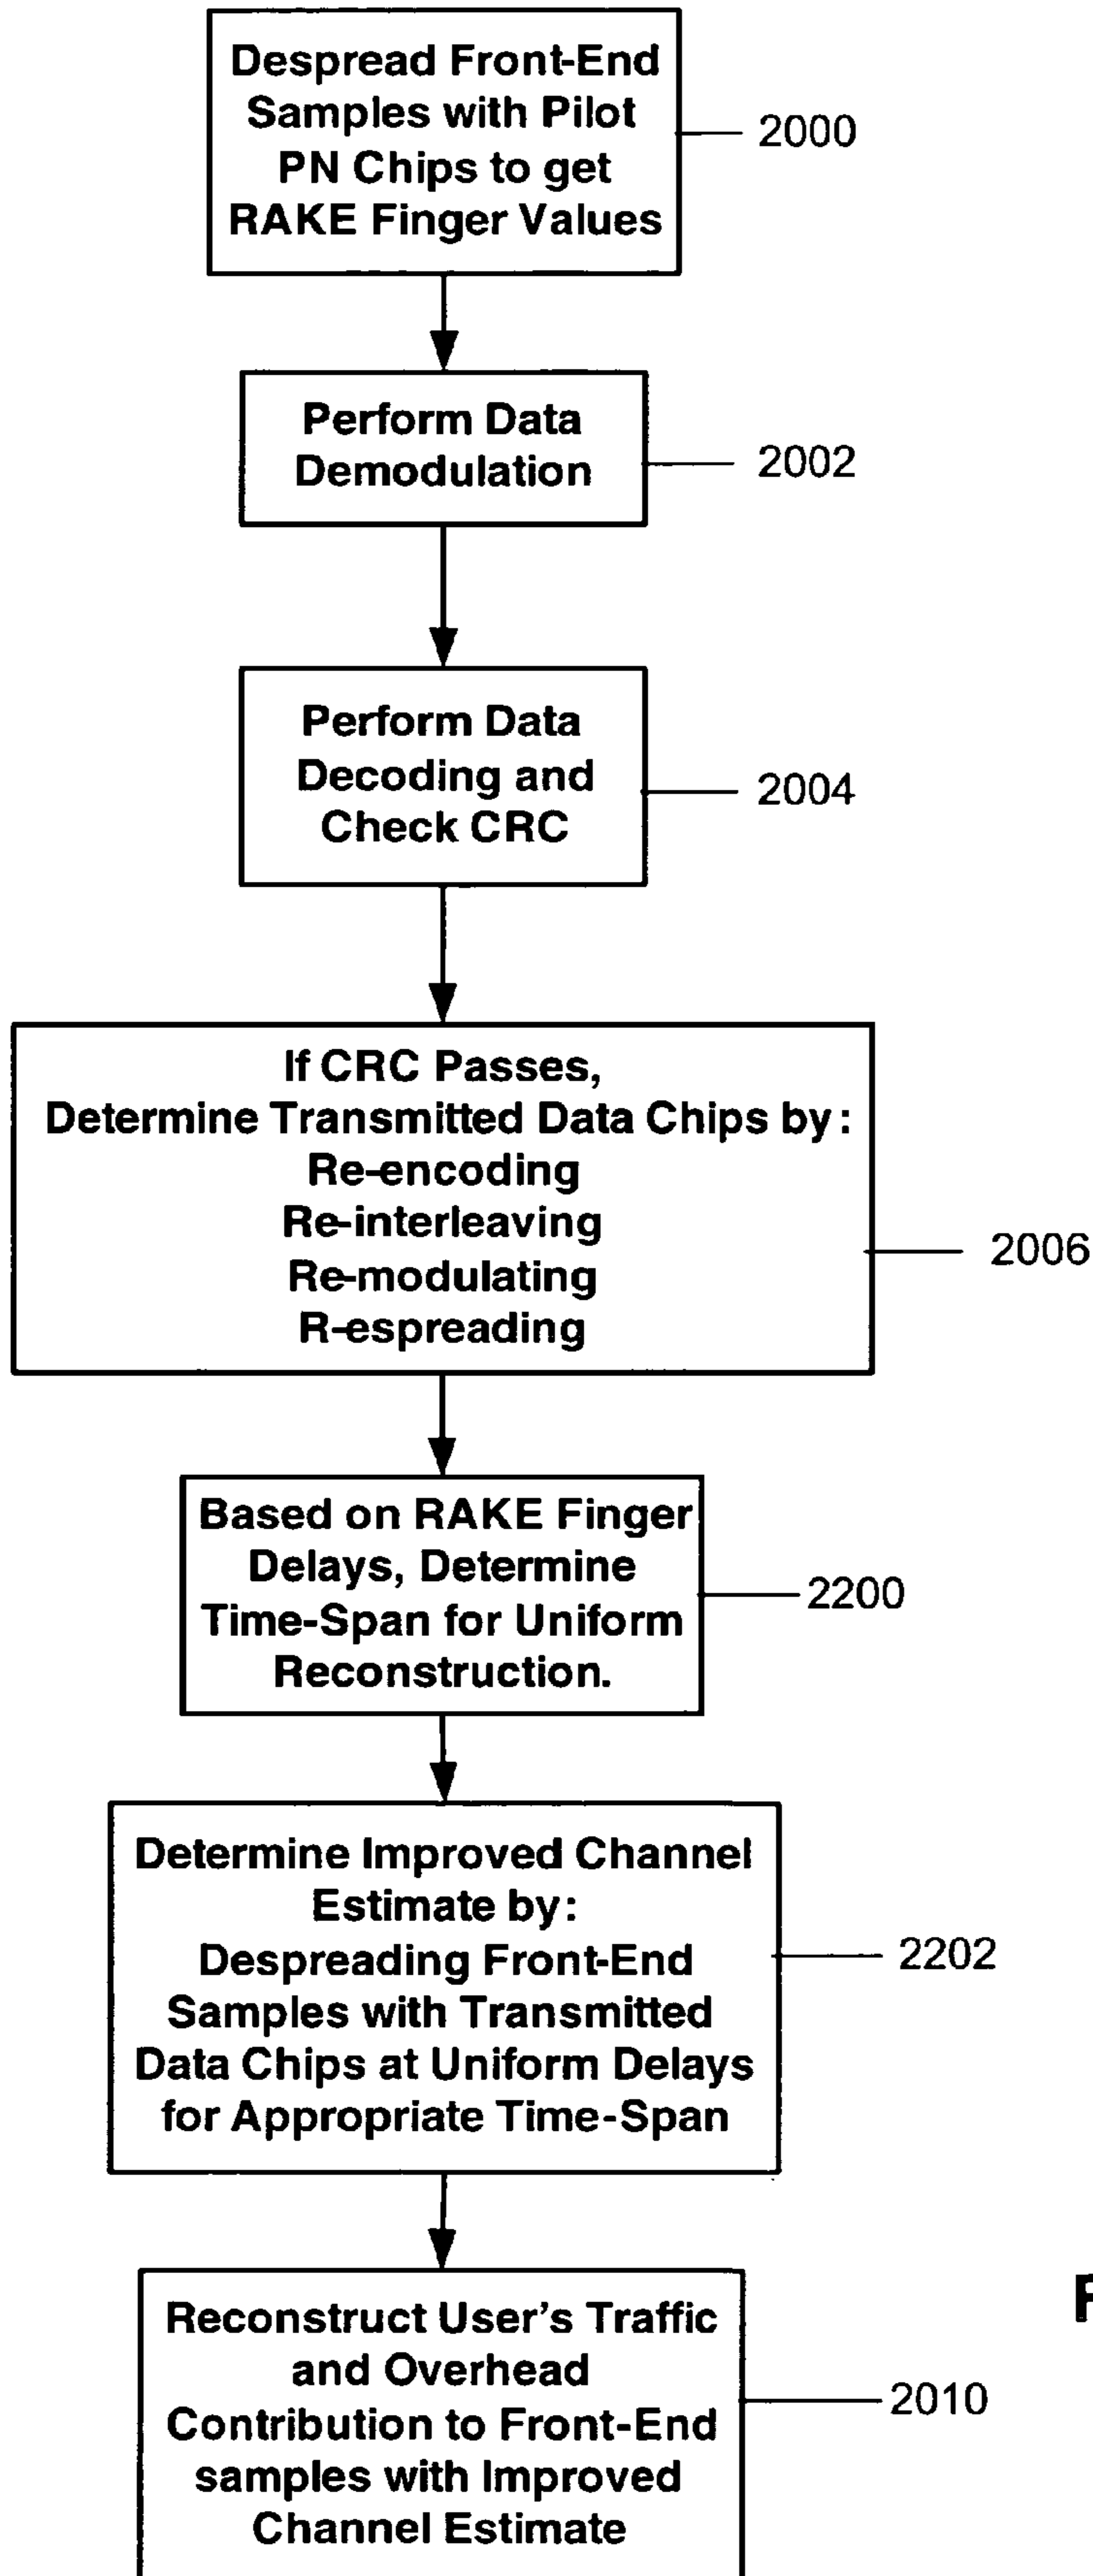 Despread Front-End
Samples with Pilot
PN Chips to get
RAKE Finger Values
2000
Perform Data
Demodulation
2002
Perform Data
Decoding and
Check CRC
2004
If CRC Passes,
Determine Transmitted Data Chips by:
Re-encoding
Re-interleaving
Re-modulating
R-espreading
2006
Based on RAKE Finger
Delays, Determine
Time-Span for Uniform
Reconstruction.
2200
Determine Improved Channel
Estimate by:
Despreading Front-End
Samples with Transmitted
Data Chips at Uniform Delays
for Appropriate Time-Span
2202
Reconstruct User's Traffic
and Overhead
Contribution to Front-End
samples with Improved
Channel Estimate
2010